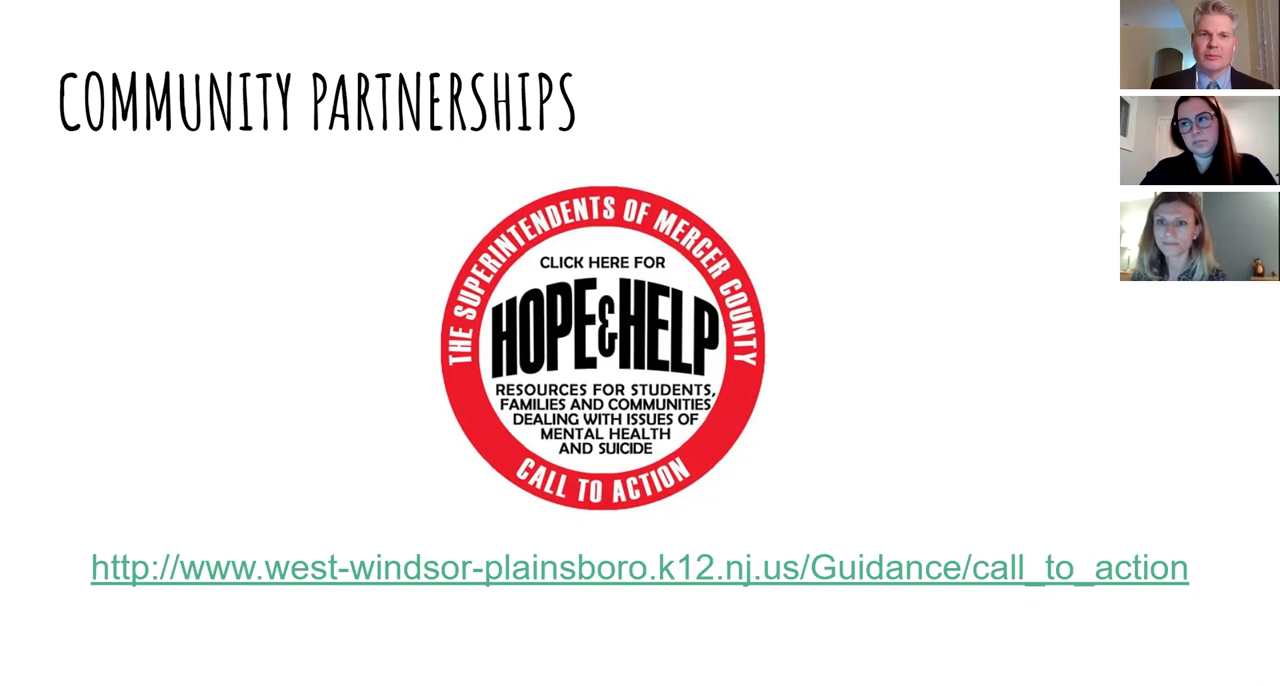 COMMUNITY PARTNERSHIPS
THE SUPERINTENDENTS OF MERCER COUNTY
CLICK HERE FOR
HOPE & HELP
RESOURCES FOR STUDENTS,
FAMILIES AND COMMUNITIES
DEALING WITH ISSUES OF
MENTAL HEALTH
AND SUICIDE
CALL TO ACTION
http://www.west-windsor-plainsboro.k12.nj.us/Guidance/call_to_action